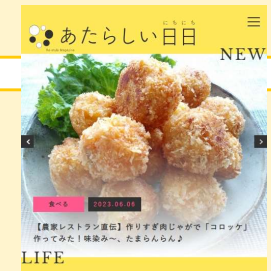 にちにち
あたらしい日日
NEW
食べる
2023.06.09
【農家レストラン直伝】作りすぎ肉じゃがで「コロッケ」
作ってみた！味染み〜、たまらんらん♪
LIFE